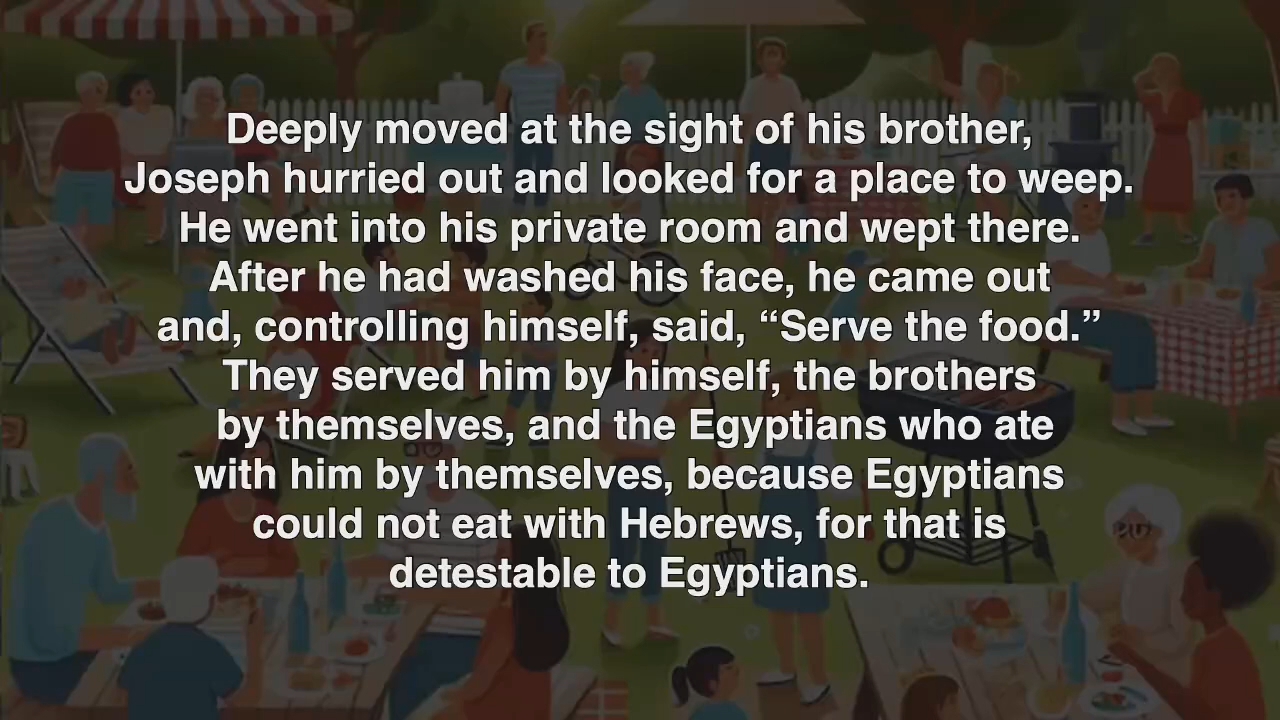 Deeply moved at the sight of his brother,
Joseph hurried out and looked for a place to weep.
He went into his private room and wept there.
After he had washed his face, he came out
and, controlling himself, said, “Serve the food.”
They served him by himself, the brothers
by themselves, and the Egyptians who ate
with him by themselves, because Egyptians
could not eat with Hebrews, for that is
detestable to Egyptians.